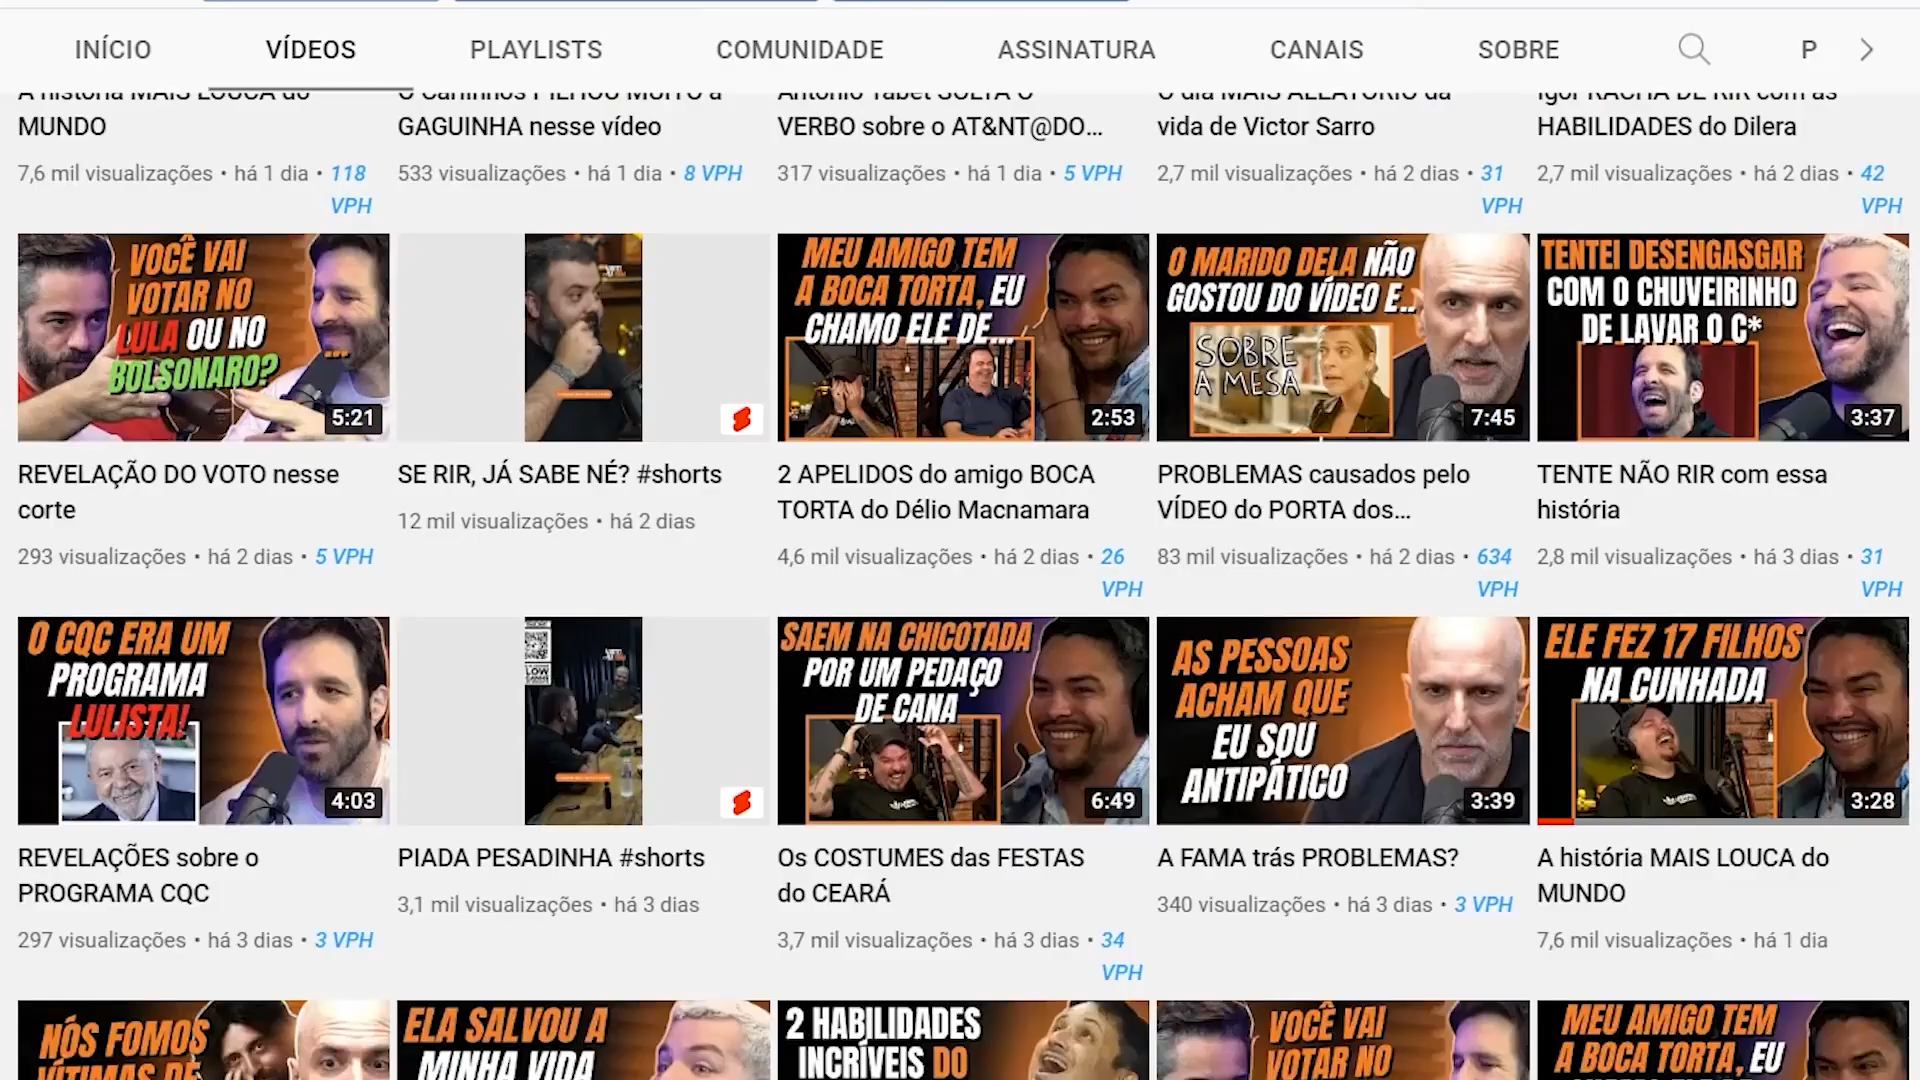 INÍCIO VÍDEOS PLAYLISTS COMUNIDADE ASSINATURA CANAIS SOBRE P
A história MAIS LOUCA do
MUNDO
7,6 mil visualizações • há 1 dia • 118
VPH
O Carlinhos PILHOU MUITO a
GAGUINHA nesse vídeo
533 visualizações • há 1 dia • 8 VPH
Antonio Tabet SOLTA O
VERBO sobre o AT&NT@DO...
317 visualizações • há 1 dia • 5 VPH
O dia MAIS ALEATÓRIO da
vida de Victor Sarro
2,7 mil visualizações • há 2 dias • 31
VPH
Igor RACHA DE RIR com as
HABILIDADES do Dilera
2,7 mil visualizações • há 2 dias • 42
VPH
VOCÊ VAI
VOTAR NO
LULA OU NO
BOLSONARO?
...
5:21
REVELAÇÃO DO VOTO nesse
corte
293 visualizações • há 2 dias • 5 VPH
SE RIR, JÁ SABE NÉ? #shorts
12 mil visualizações • há 2 dias
MEU AMIGO TEM
A BOCA TORTA, EU
CHAMO ELE DE...
2:53
2 APELIDOS do amigo BOCA
TORTA do Délio Macnamara
4,6 mil visualizações • há 2 dias • 26
VPH
O MARIDO DELA NÃO
GOSTOU DO VÍDEO E...
SOBRE
A MESA
7:45
PROBLEMAS causados pelo
VÍDEO do PORTA dos...
83 mil visualizações • há 2 dias • 634
VPH
TENTEI DESENGASGAR
COM O CHUVEIRINHO
DE LAVAR O C*
3:37
TENTE NÃO RIR com essa
história
2,8 mil visualizações • há 3 dias • 31
VPH
O CQC ERA UM
PROGRAMA
LULISTA!
4:03
REVELAÇÕES sobre o
PROGRAMA CQC
297 visualizações • há 3 dias • 3 VPH
PIADA PESADINHA #shorts
3,1 mil visualizações • há 3 dias
SAEM NA CHICOTADA
POR UM PEDAÇO
DE CANA
6:49
Os COSTUMES das FESTAS
do CEARÁ
3,7 mil visualizações • há 3 dias • 34
VPH
AS PESSOAS
ACHAM QUE
EU SOU
ANTIPÁTICO
3:39
A FAMA trás PROBLEMAS?
340 visualizações • há 3 dias • 3 VPH
ELE FEZ 17 FILHOS
NA CUNHADA
3:28
A história MAIS LOUCA do
MUNDO
7,6 mil visualizações • há 1 dia
NÓS FOMOS
VÍTIMAS DE
ELA SALVOU A
MINHA VIDA
2 HABILIDADES
INCRÍVEIS DO
VOCÊ VAI
VOTAR NO
MEU AMIGO TEM
A BOCA TORTA, EU